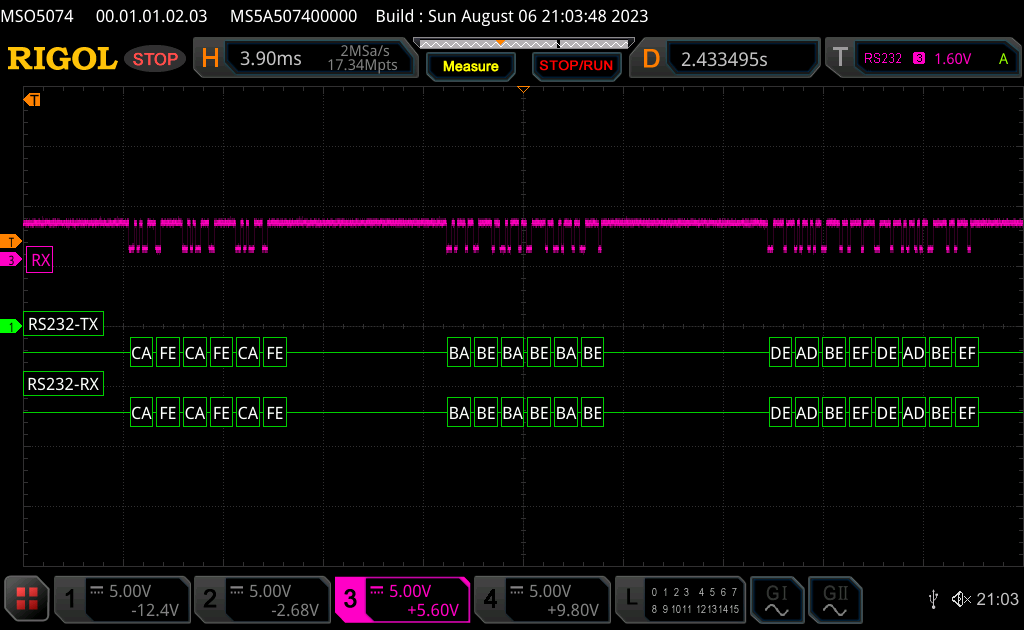 MSO5074 00.01.01.02.03 MS5A507400000 Build : Sun August 06 21:03:48 2023
RIGOL STOP H 3.90ms 2MSa/s 17.34Mpts Measure STOP/RUN D 2.433495s T RS232 3 1.60V A
T
T
3 RX
1 RS232-TX
CA FE CA FE CA FE BA BE BA BE BA BE DE AD BE EF DE AD BE EF
RS232-RX
CA FE CA FE CA FE BA BE BA BE BA BE DE AD BE EF DE AD BE EF
1 5.00V -12.4V 2 5.00V -2.68V 3 5.00V +5.60V 4 5.00V +9.80V L 0 1 2 3 4 5 6 7 GI GII 21:03
8 9 10 11 12 13 14 15